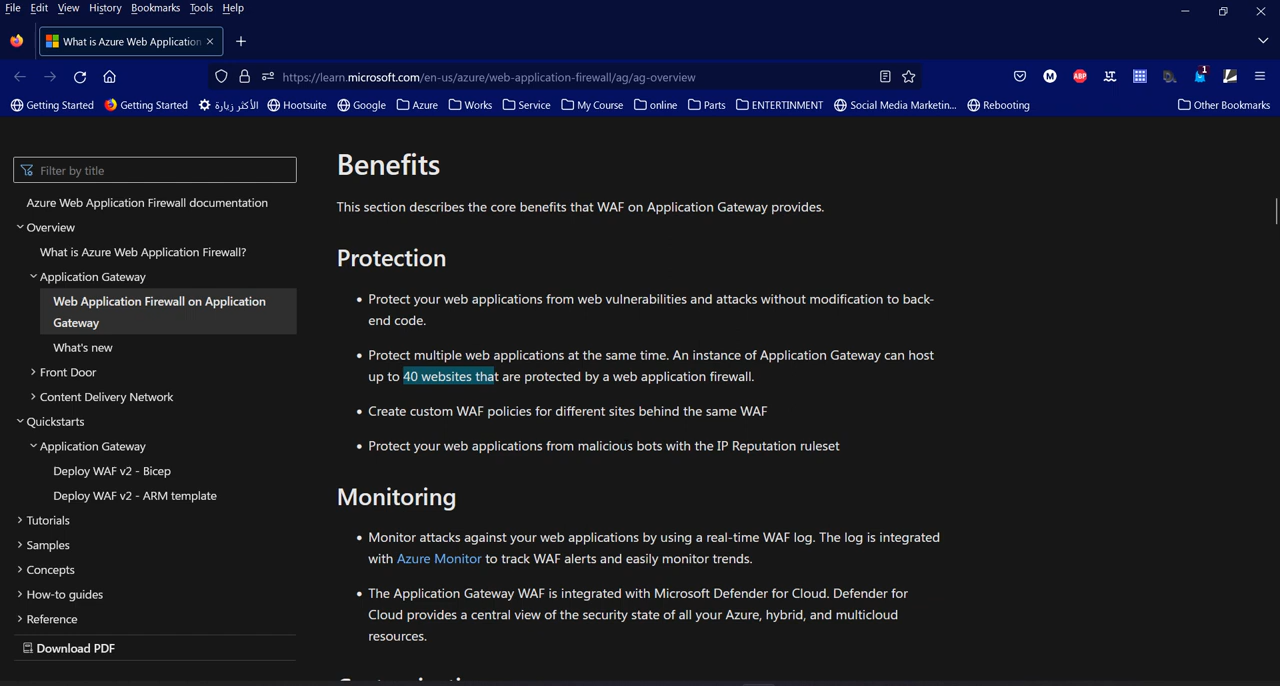 File Edit View History Bookmarks Tools Help
What is Azure Web Application
https://learn.microsoft.com/en-us/azure/web-application-firewall/ag/ag-overview
M ABP 1
Getting Started Getting Started الأكثر زيارة Hootsuite Google Azure Works Service My Course online Parts ENTERTINMENT Social Media Marketin... Rebooting Other Bookmarks
Filter by title
Azure Web Application Firewall documentation
Overview
What is Azure Web Application Firewall?
Application Gateway
Web Application Firewall on Application
Gateway
What's new
Front Door
Content Delivery Network
Quickstarts
Application Gateway
Deploy WAF v2 - Bicep
Deploy WAF v2 - ARM template
Tutorials
Samples
Concepts
How-to guides
Reference
Download PDF
Benefits
This section describes the core benefits that WAF on Application Gateway provides.
Protection
• Protect your web applications from web vulnerabilities and attacks without modification to back-
end code.
• Protect multiple web applications at the same time. An instance of Application Gateway can host
up to 40 websites that are protected by a web application firewall.
• Create custom WAF policies for different sites behind the same WAF
• Protect your web applications from malicious bots with the IP Reputation ruleset
Monitoring
• Monitor attacks against your web applications by using a real-time WAF log. The log is integrated
with Azure Monitor to track WAF alerts and easily monitor trends.
• The Application Gateway WAF is integrated with Microsoft Defender for Cloud. Defender for
Cloud provides a central view of the security state of all your Azure, hybrid, and multicloud
resources.